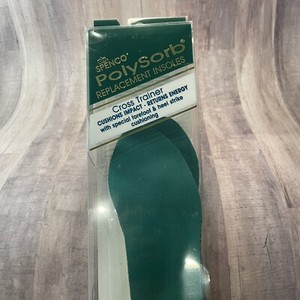 SPENCO®
PolySorb®
REPLACEMENT INSOLES
Cross Trainer
CUSHIONS IMPACT - RETURNS ENERGY
with special forefoot & heel strike
cushioning